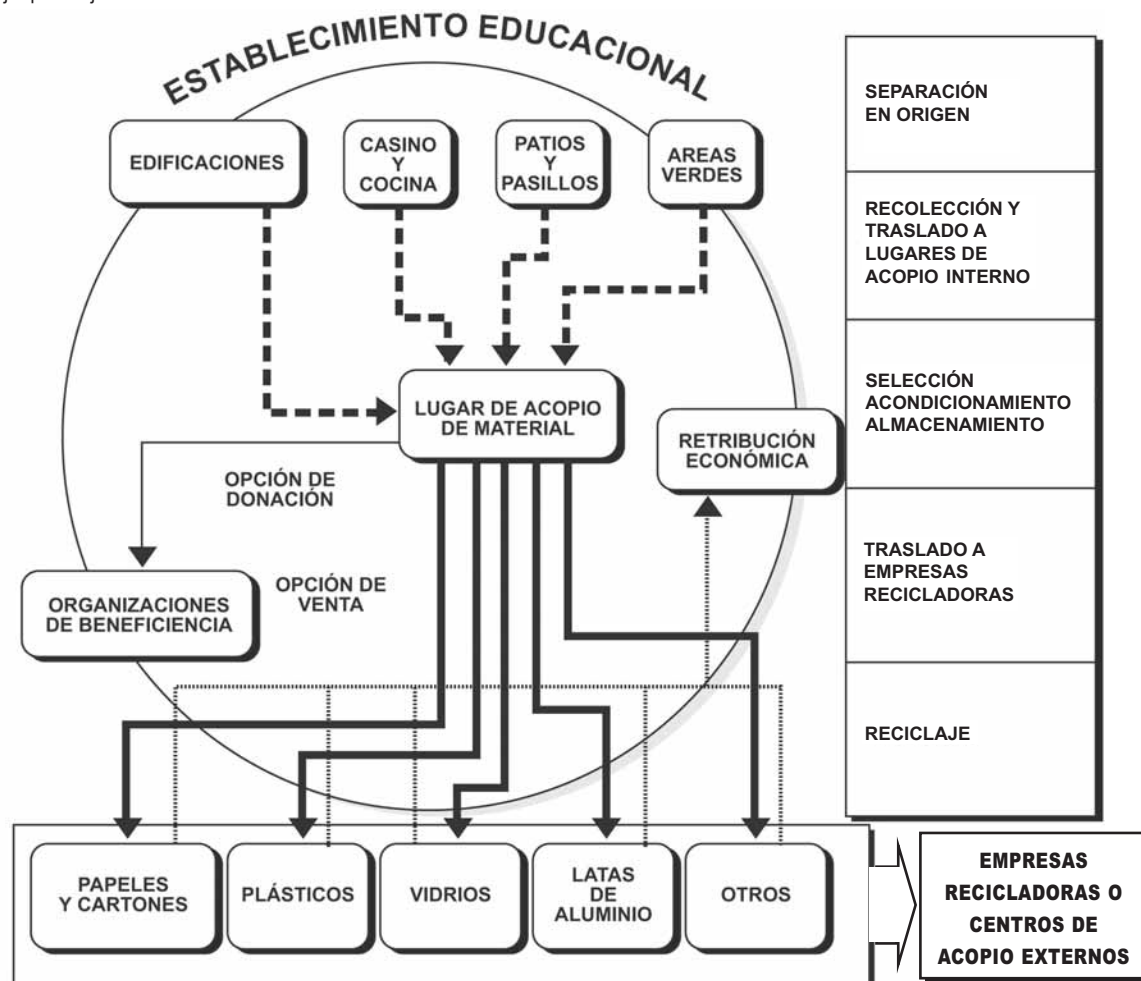 ESTABLECIMIENTO EDUCACIONAL
EDIFICACIONES
CASINO
Y
COCINA
PATIOS
Y
PASILLOS
AREAS
VERDES
LUGAR DE ACOPIO
DE MATERIAL
RETRIBUCIÓN
ECONÓMICA
OPCIÓN DE
DONACIÓN
OPCIÓN DE
VENTA
ORGANIZACIONES
DE BENEFICIENCIA
PAPELES
Y CARTONES
PLÁSTICOS
VIDRIOS
LATAS
DE
ALUMINIO
OTROS
SEPARACIÓN
EN ORIGEN
RECOLECCIÓN Y
TRASLADO A
LUGARES DE
ACOPIO INTERNO
SELECCIÓN
ACONDICIONAMIENTO
ALMACENAMIENTO
TRASLADO A
EMPRESAS
RECICLADORAS
RECICLAJE
EMPRESAS
RECICLADORAS O
CENTROS DE
ACOPIO EXTERNOS